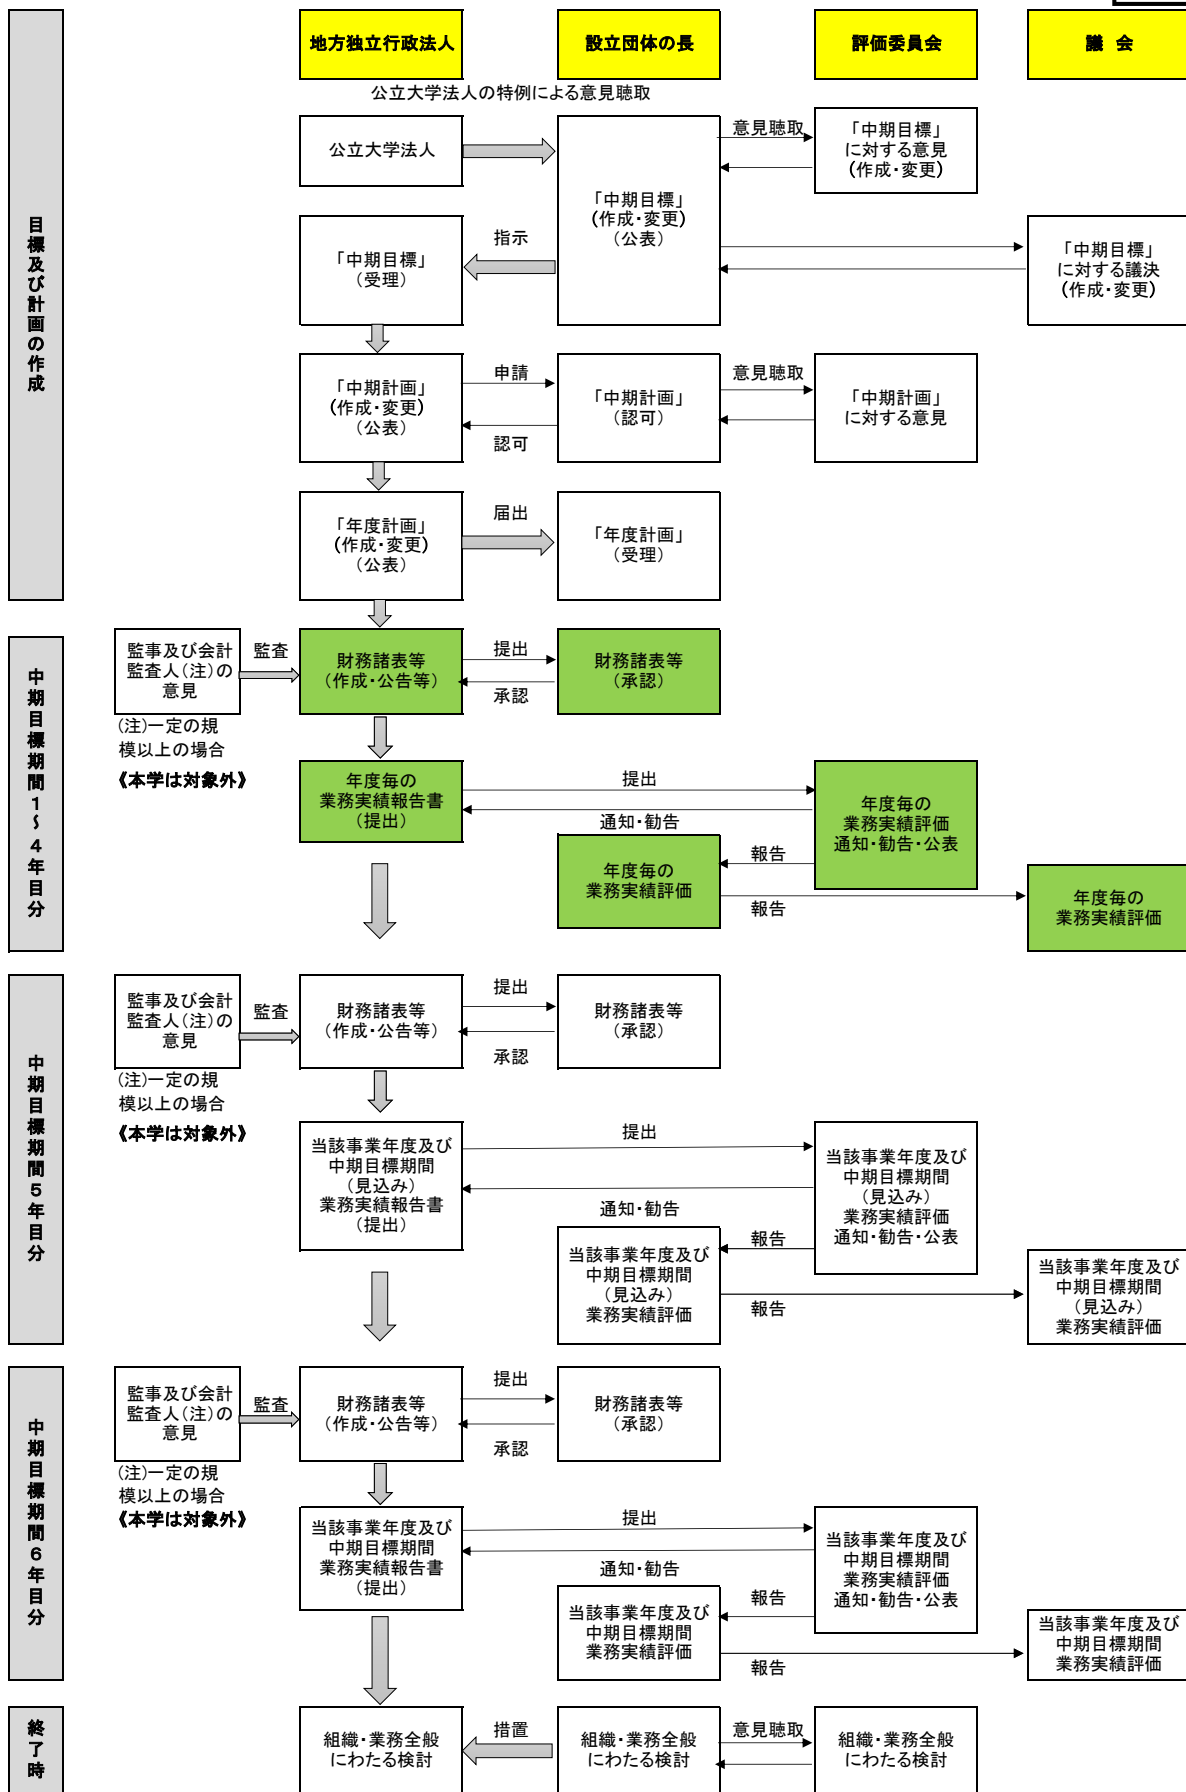 地方独立行政法人
設立団体の長
評価委員会
議 会
公立大学法人の特例による意見聴取
目標及び計画の作成
公立大学法人
意見聴取
「中期目標」
に対する意見
(作成・変更)
「中期目標」
(作成・変更)
(公表)
指示
「中期目標」
(受理)
「中期目標」
に対する議決
(作成・変更)
「中期計画」
(作成・変更)
(公表)
申請
認可
「中期計画」
(認可)
意見聴取
「中期計画」
に対する意見
「年度計画」
(作成・変更)
(公表)
届出
「年度計画」
(受理)
中期目標期間1~4年目分
監事及び会計
監査人(注)の
意見
監査
(注)一定の規
模以上の場合
《本学は対象外》
財務諸表等
(作成・公告等)
提出
承認
財務諸表等
(承認)
年度毎の
業務実績報告書
(提出)
提出
通知・勧告
年度毎の
業務実績評価
通知・勧告・公表
報告
年度毎の
業務実績評価
報告
年度毎の
業務実績評価
中期目標期間5年目分
監事及び会計
監査人(注)の
意見
監査
(注)一定の規
模以上の場合
《本学は対象外》
財務諸表等
(作成・公告等)
提出
承認
財務諸表等
(承認)
当該事業年度及び
中期目標期間
(見込み)
業務実績報告書
(提出)
提出
通知・勧告
当該事業年度及び
中期目標期間
(見込み)
業務実績評価
通知・勧告・公表
報告
当該事業年度及び
中期目標期間
(見込み)
業務実績評価
報告
当該事業年度及び
中期目標期間
(見込み)
業務実績評価
中期目標期間6年目分
監事及び会計
監査人(注)の
意見
監査
(注)一定の規
模以上の場合
《本学は対象外》
財務諸表等
(作成・公告等)
提出
承認
財務諸表等
(承認)
当該事業年度及び
中期目標期間
業務実績報告書
(提出)
提出
通知・勧告
当該事業年度及び
中期目標期間
業務実績評価
通知・勧告・公表
報告
当該事業年度及び
中期目標期間
業務実績評価
報告
当該事業年度及び
中期目標期間
業務実績評価
終了時
組織・業務全般
にわたる検討
措置
組織・業務全般
にわたる検討
意見聴取
組織・業務全般
にわたる検討